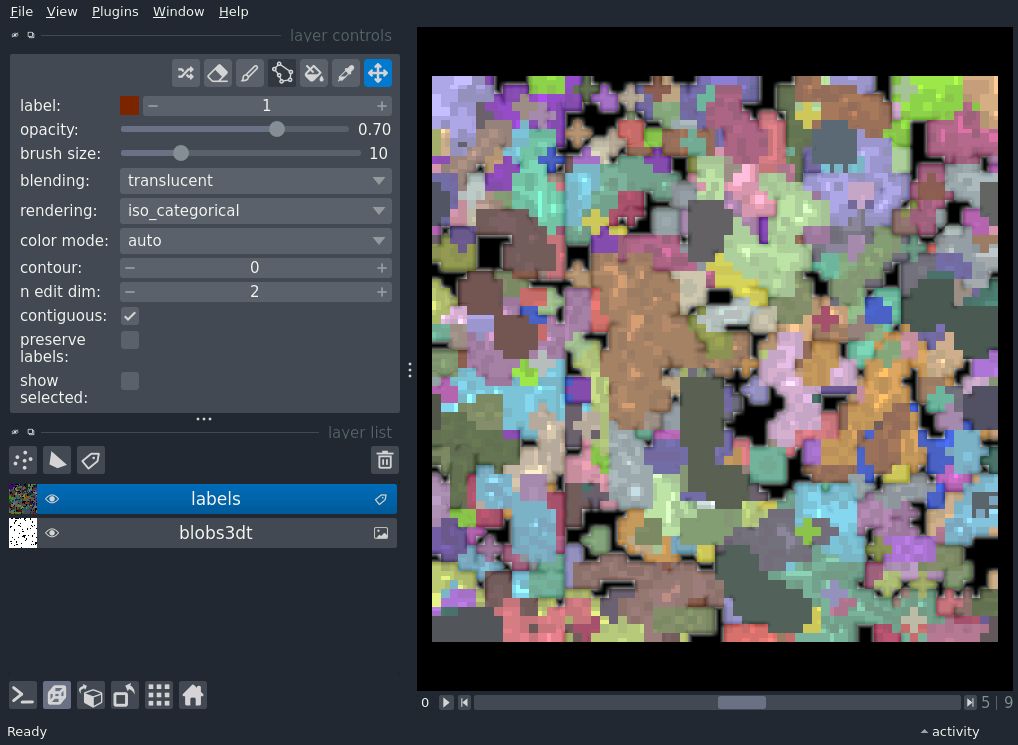 File View Plugins Window Help
layer controls
label: 1
opacity: 0.70
brush size: 10
blending: translucent
rendering: iso_categorical
color mode: auto
contour: 0
n edit dim: 2
contiguous:
preserve
labels:
show
selected:
layer list
labels
blobs3dt
0 5 | 9
Ready activity